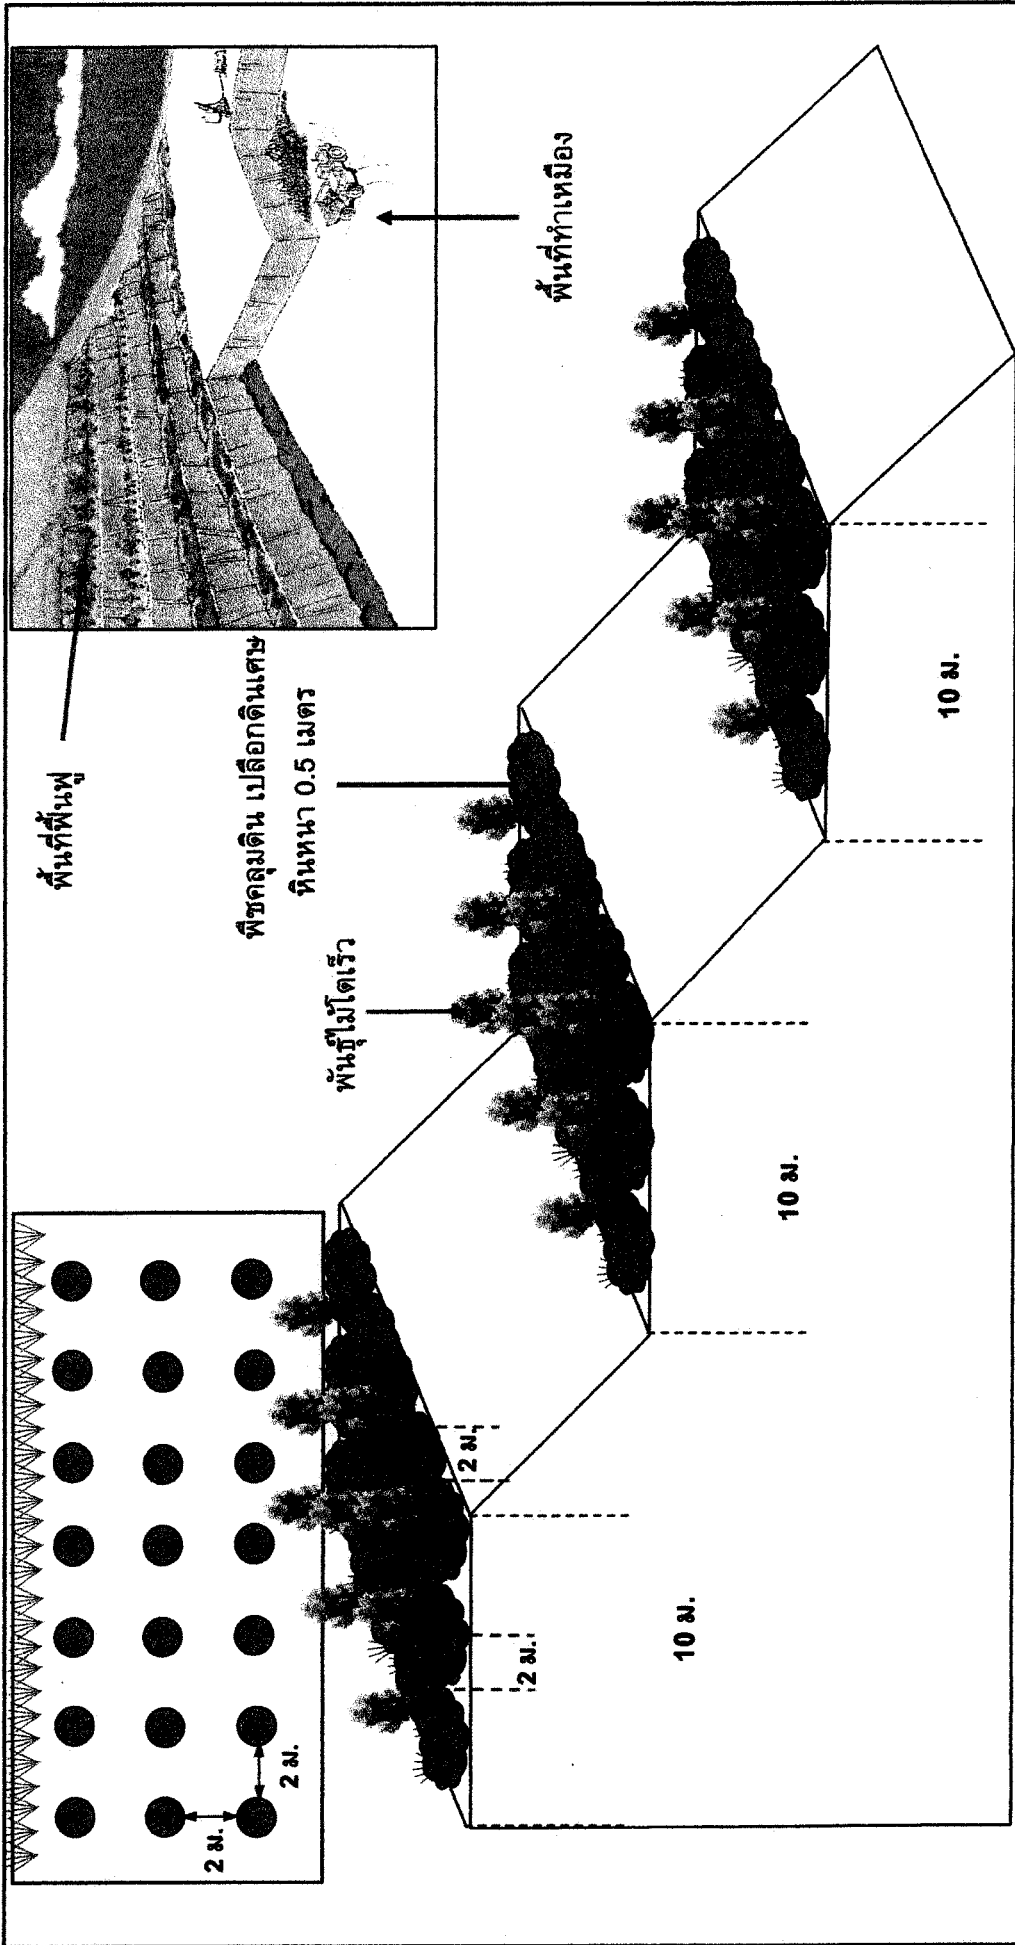 พื้นที่ฟื้นฟู
พื้นที่ทำเหมือง
พืชคลุมดิน เปลือกดินเศษ
หินหนา 0.5 เมตร
พันธุ์ไม้โตเร็ว
2 ม.
2 ม.
2 ม.
2 ม.
10 ม.
10 ม.
10 ม.